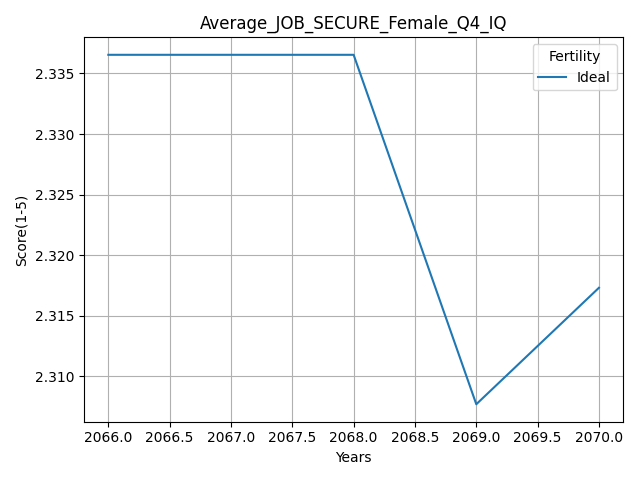 Average_JOB_SECURE_Female_Q4_IQ
Fertility
Ideal
2.335
2.330
2.325
2.320
2.315
2.310
Score(1-5)
2066.0 2066.5 2067.0 2067.5 2068.0 2068.5 2069.0 2069.5 2070.0
Years